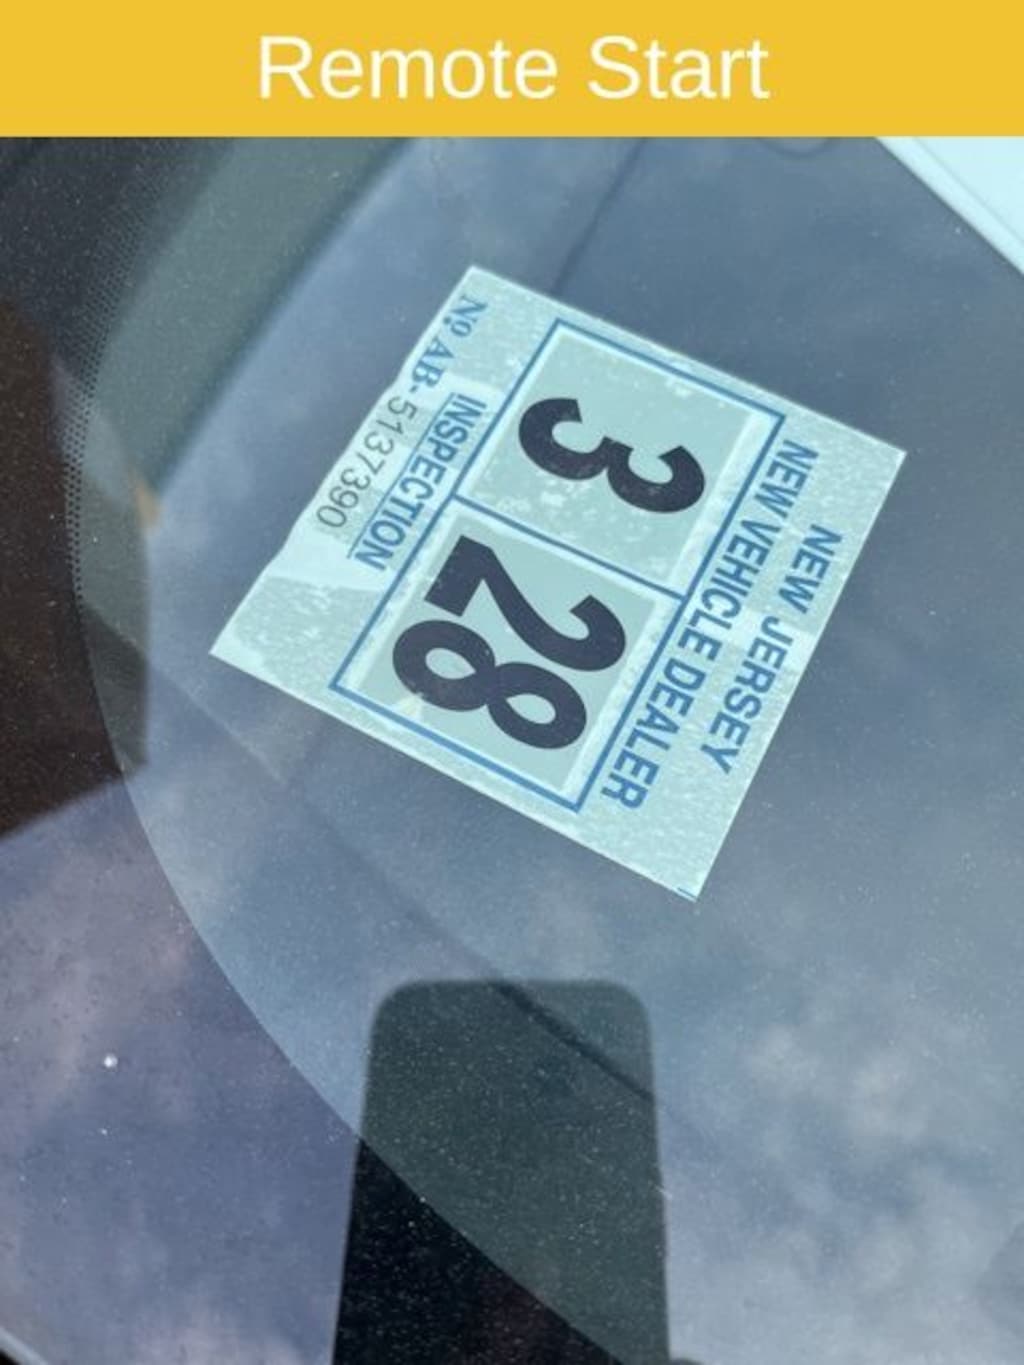 Remote Start
NEW JERSEY
NEW VEHICLE DEALER
3 28
INSPECTION
Nº AB- 5137390